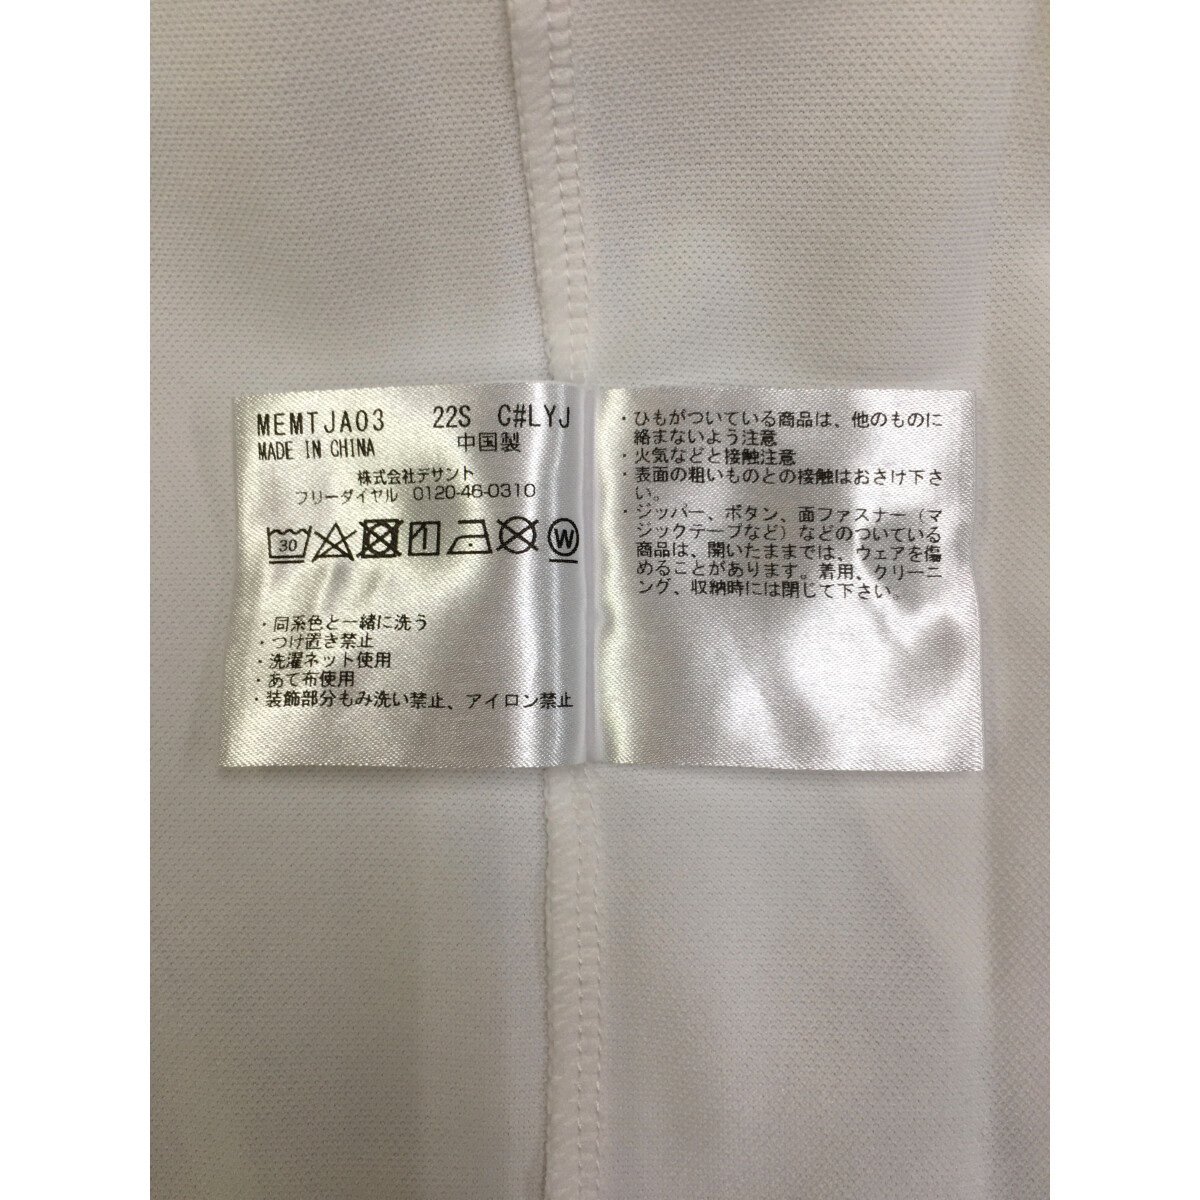 MEMTJA03 22S C#LYJ
MADE IN CHINA 中国製
株式会社デサント
フリーダイヤル 0120-46-0310
30 W
・同系色と一緒に洗う
・つけ置き禁止
・洗濯ネット使用
・あて布使用
・装飾部分もみ洗い禁止、アイロン禁止
・ひもがついている商品は、他のものに
絡まないよう注意
・火気などと接触注意
・表面の粗いものとの接触はおさけ下さ
い。
・ジッパー、ボタン、面ファスナー（マ
ジックテープなど）などのついている
商品は、開いたままでは、ウェアを傷
めることがあります。着用、クリーニ
ング、収納時には閉じて下さい。